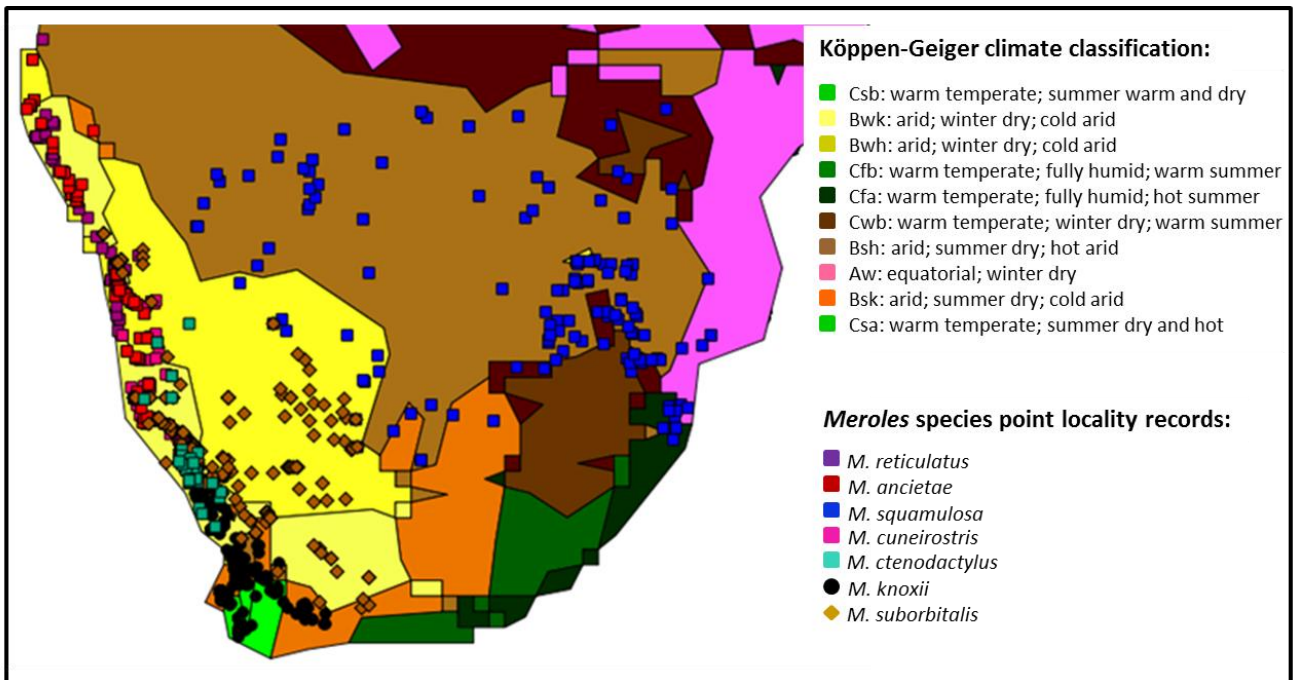 Köppen-Geiger climate classification:
Csb: warm temperate; summer warm and dry
Bwk: arid; winter dry; cold arid
Bwh: arid; winter dry; cold arid
Cfb: warm temperate; fully humid; warm summer
Cfa: warm temperate; fully humid; hot summer
Cwb: warm temperate; winter dry; warm summer
Bsh: arid; summer dry; hot arid
Aw: equatorial; winter dry
Bsk: arid; summer dry; cold arid
Csa: warm temperate; summer dry and hot
Meroles species point locality records:
M. reticulatus
M. ancietae
M. squamulosa
M. cuneirostris
M. ctenodactylus
M. knoxii
M. suborbitalis